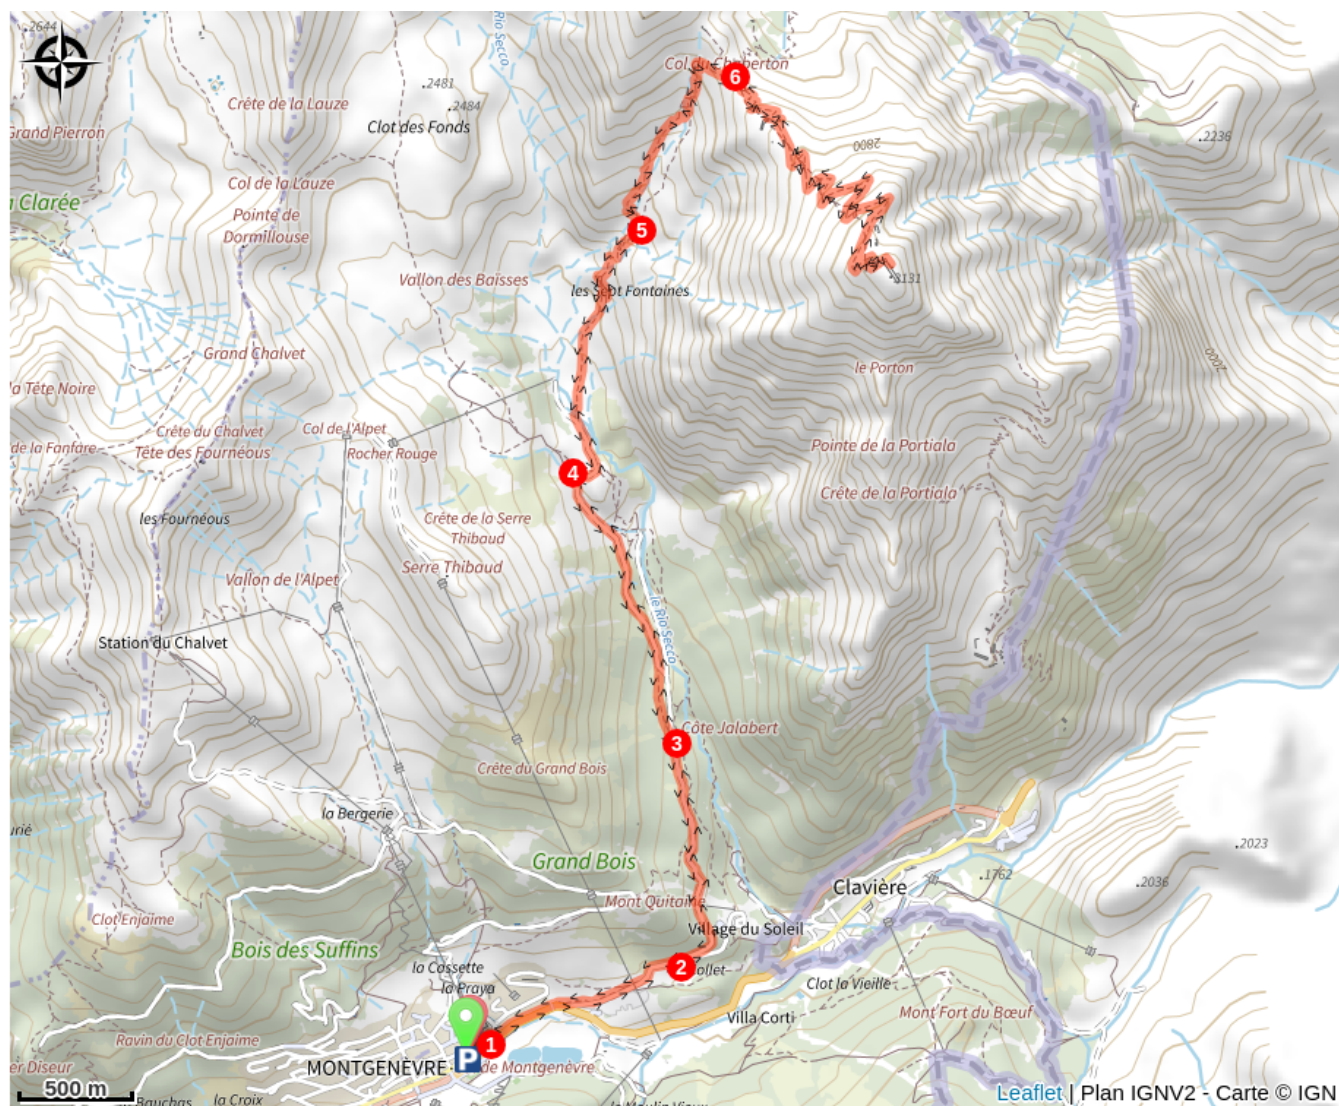 2644
Rio Secco
Col du Chaberton
6
2481
2484
Crête de la Lauze
Clot des Fonds
Grand Pierron
2236
2800
Col de la Lauze
Clarée
Pointe de
Dormillouse
5
3131
Vallon des Baïsses
les Sept Fontaines
Grand Chalvet
2000
le Porton
la Tête Noire
Col de l'Alpet
Crête du Chalvet
Tête des Fournéous
Rocher Rouge
de la Fanfare
Pointe de la Portiala
4
Crête de la Portiala
les Fournéous
Crête de la Serre
Thibaud
Serre Thibaud
Vallon de l'Alpet
le Rio Secco
Station du Chalvet
Côte Jalabert
3
Crête du Grand Bois
la Bergerie
Grand Bois
2023
1762
2036
Clavière
Mont Quitaine
Clot Enjaime
Village du Soleil
Bois des Suffins
la Cassette
2
la Praya
Clot la Vieille
Mont Fort du Bœuf
Villa Corti
Ravin du Clot Enjaime
1
MONTGENÈVRE
P
de Montgenèvre
500 m
la Croix
Leaflet | Plan IGNV2 - Carte © IGN